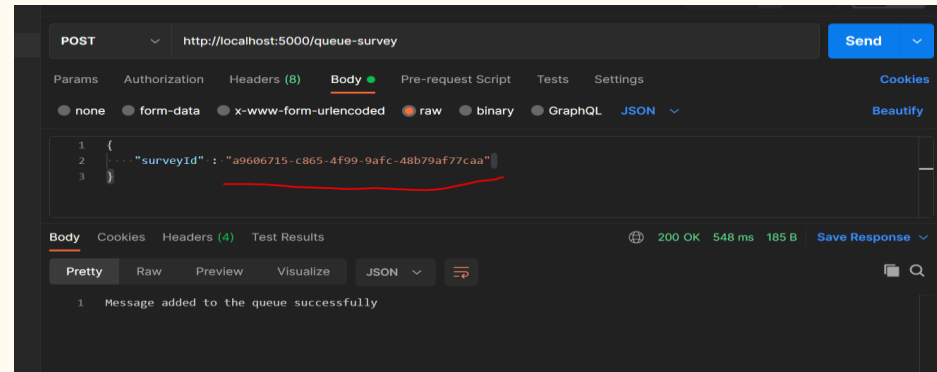 POST http://localhost:5000/queue-survey Send
Params Authorization Headers (8) Body Pre-request Script Tests Settings Cookies
none form-data x-www-form-urlencoded raw binary GraphQL JSON Beautify
1 {
2 "surveyId" : "a9606715-c865-4f99-9afc-48b79af77caa"
3 }
Body Cookies Headers (4) Test Results 200 OK 548 ms 185 B Save Response
Pretty Raw Preview Visualize JSON
1 Message added to the queue successfully